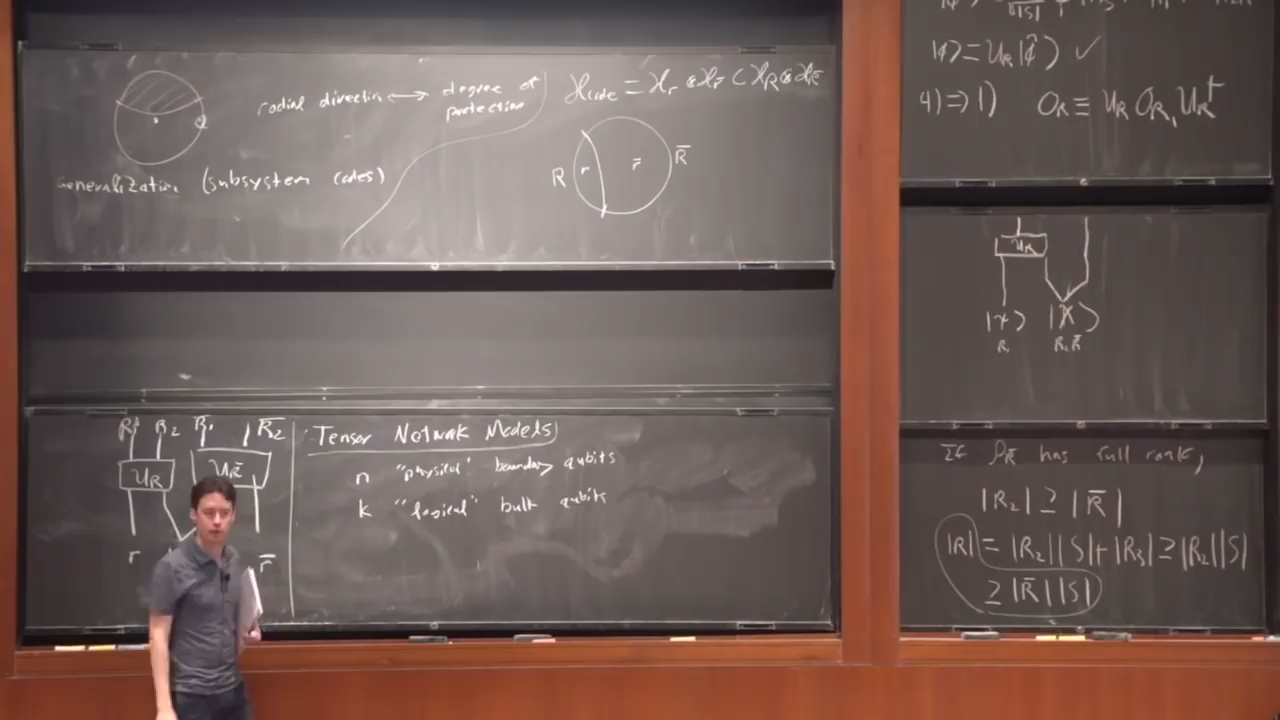 radial direction ⟷ degree of
protection
H_code = H_r ⊗ H_r̄ ⊂ H_R ⊗ H_R̄
Generalization (subsystem codes)
R r r̄ R̄
R₁ R₂ R̄₁ R̄₂
U_R U_R̄
r r̄
Tensor Network Models
n "physical" boundary qubits
k "logical" bulk qubits
|φ⟩ = U_R |φ̂⟩ ✓
4) ⇒ 1) O_R ≡ U_R O_R₁ U_R†
U_R
|ψ⟩ |χ⟩
R₁ R₂R̄
If ρ_R̄ has full rank,
|R₂| ≥ |R̄|
|R| = |R₂||S| + |R₃| ≥ |R₂||S|
≥ |R̄||S|